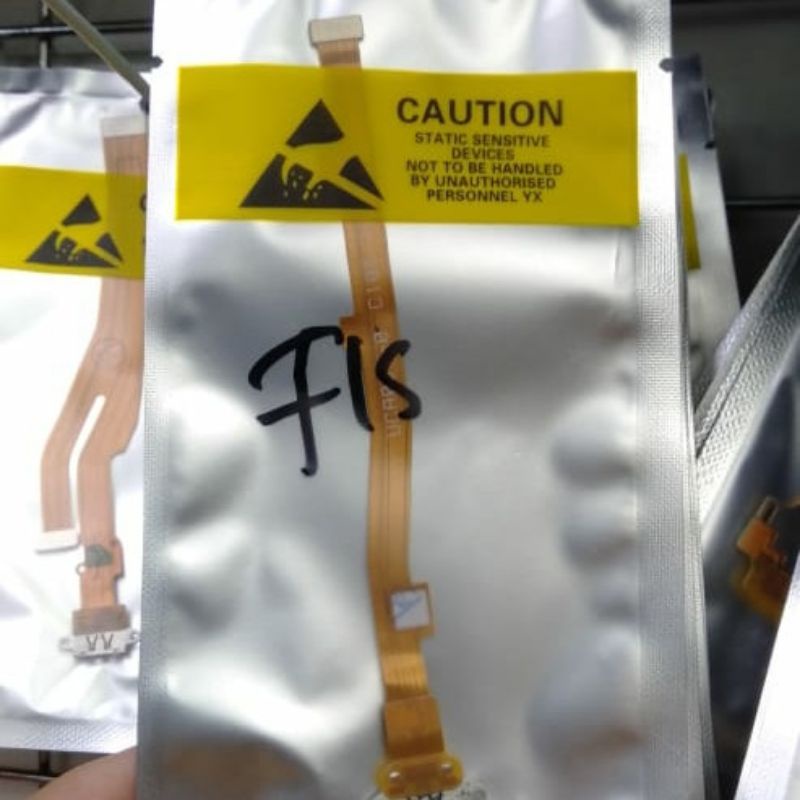 CAUTION
STATIC SENSITIVE
DEVICES
NOT TO BE HANDLED
BY UNAUTHORISED
PERSONNEL YX
F1s